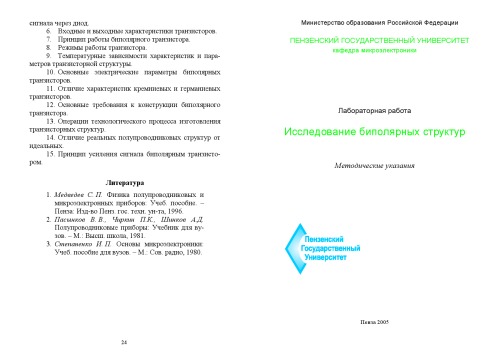 сигнала через диод.
6. Входные и выходные характеристики транзисторов.
7. Принцип работы биполярного транзистора.
8. Режимы работы транзистора.
9. Температурные зависимости характеристик и пара-
метров транзисторной структуры.
10. Основные электрические параметры биполярных
транзисторов.
11. Отличие характеристик кремниевых и германиевых
транзисторов.
12. Основные требования к конструкции биполярного
транзистора.
13. Операции технологического процесса изготовления
транзисторных структур.
14. Отличие реальных полупроводниковых структур от
идеальных.
15. Принцип усиления сигнала биполярным транзисто-
ром.
Литература
1. Медведев С. П. Физика полупроводниковых и
микроэлектронных приборов: Учеб. пособие. –
Пенза: Изд-во Пенз. гос. техн. ун-та, 1996.
2. Пасынков В. В., Чиркин П.К., Шинков А.Д.
Полупроводниковые приборы: Учебник для ву-
зов. – М.: Высш. школа, 1981.
3. Степаненко И. П. Основы микроэлектроники:
Учеб. пособие для вузов. – М.: Сов. радио, 1980.
24
Министерство образования Российской Федерации
ПЕНЗЕНСКИЙ ГОСУДАРСТВЕННЫЙ УНИВЕРСИТЕТ
кафедра микроэлектроники
Лабораторная работа
Исследование биполярных структур
Методические указания
Пензенский
Государственный
Университет
Пенза 2005